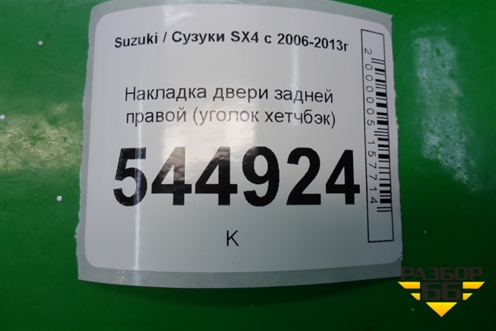 Suzuki / Сузуки SX4 с 2006-2013г
Накладка двери задней
правой (уголок хетчбэк)
544924
К
2000005157714
РАЗБОР
66